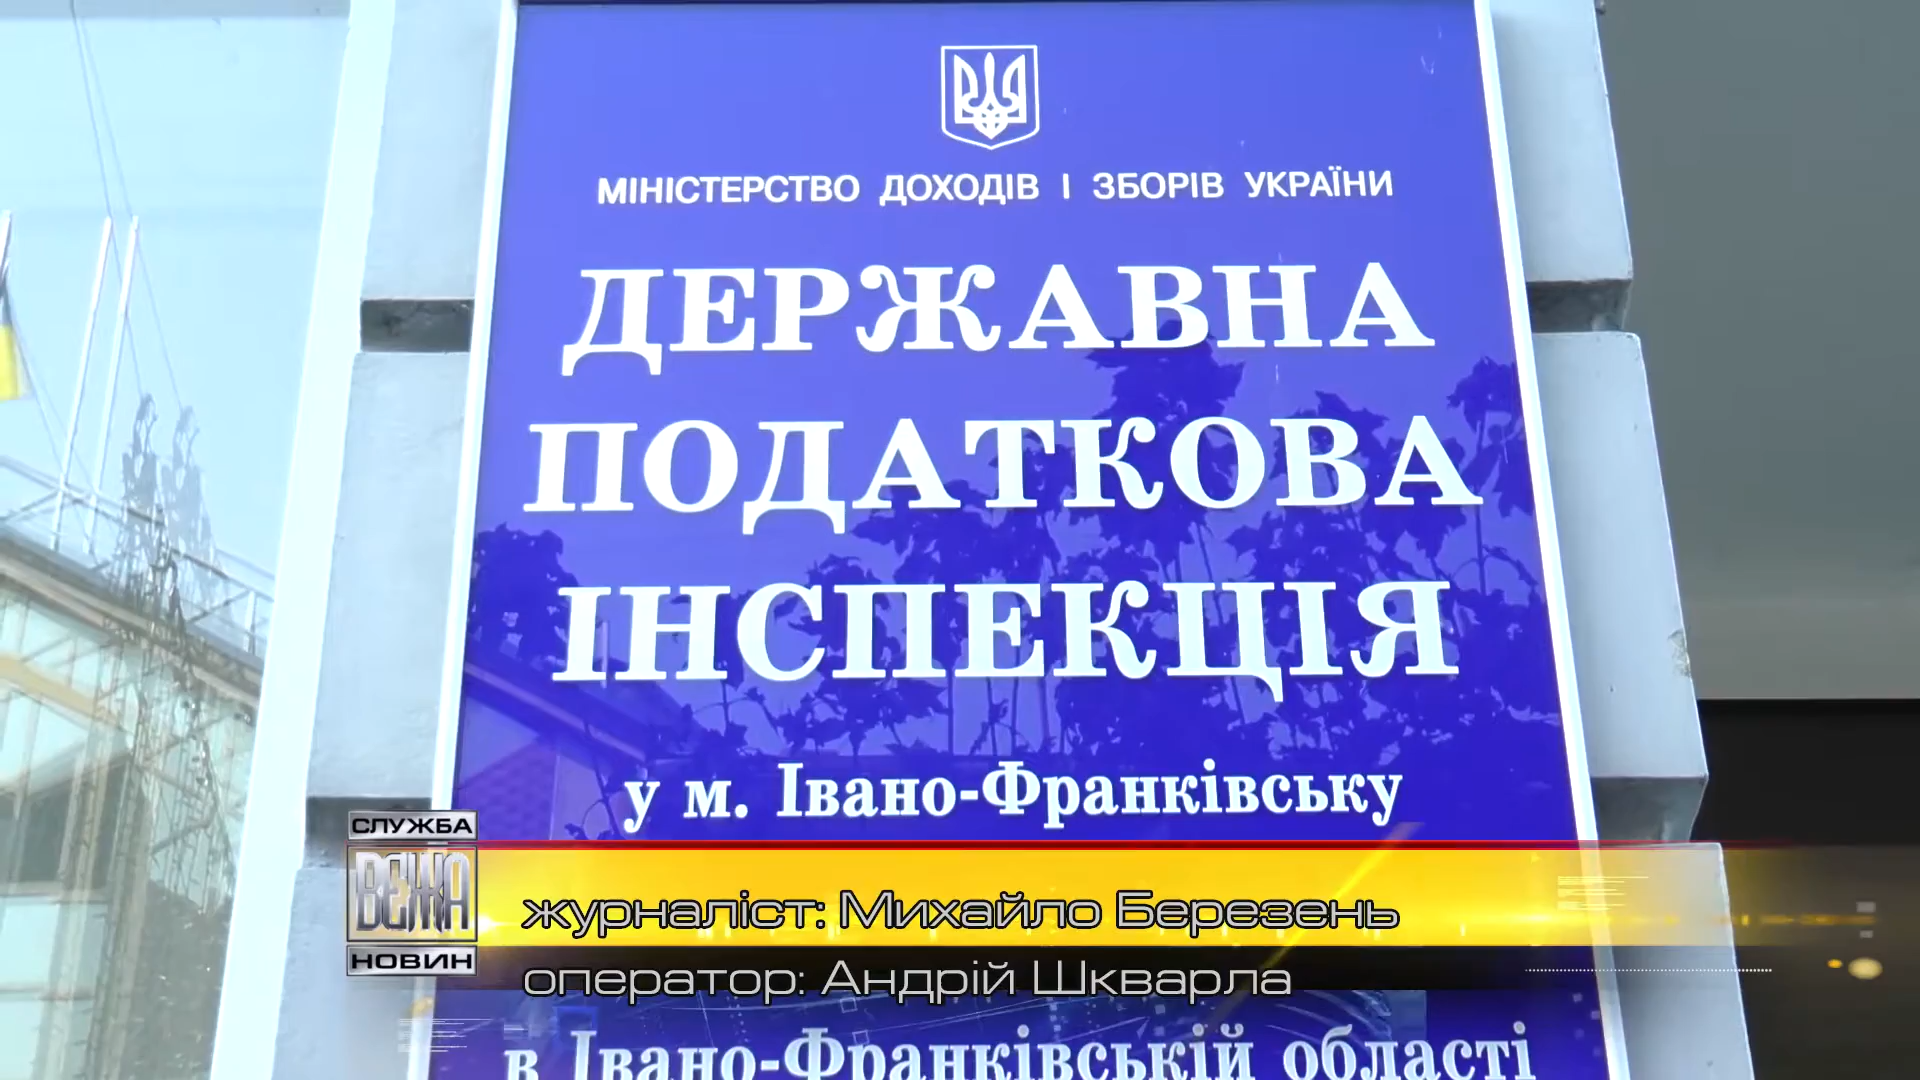 МІНІСТЕРСТВО ДОХОДІВ І ЗБОРІВ УКРАЇНИ
ДЕРЖАВНА
ПОДАТКОВА
ІНСПЕКЦІЯ
у м. Івано-Франківську
СЛУЖБА
ВЕЖА
НОВИН
журналіст: Михайло Березень
оператор: Андрій Шкварла
в Івано-Франківській області